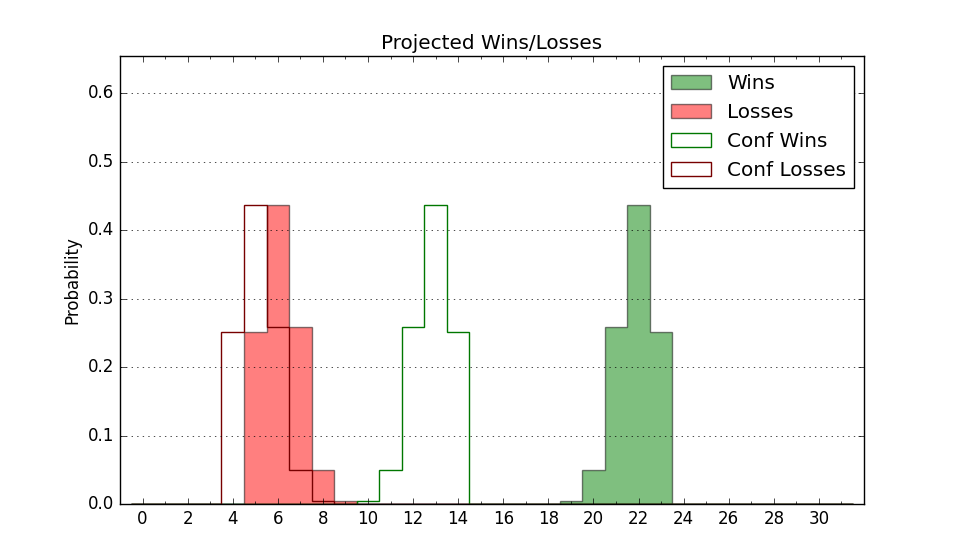 Projected Wins/Losses
Wins
Losses
Conf Wins
Conf Losses
Probability
0.6
0.5
0.4
0.3
0.2
0.1
0.0
0 2 4 6 8 10 12 14 16 18 20 22 24 26 28 30